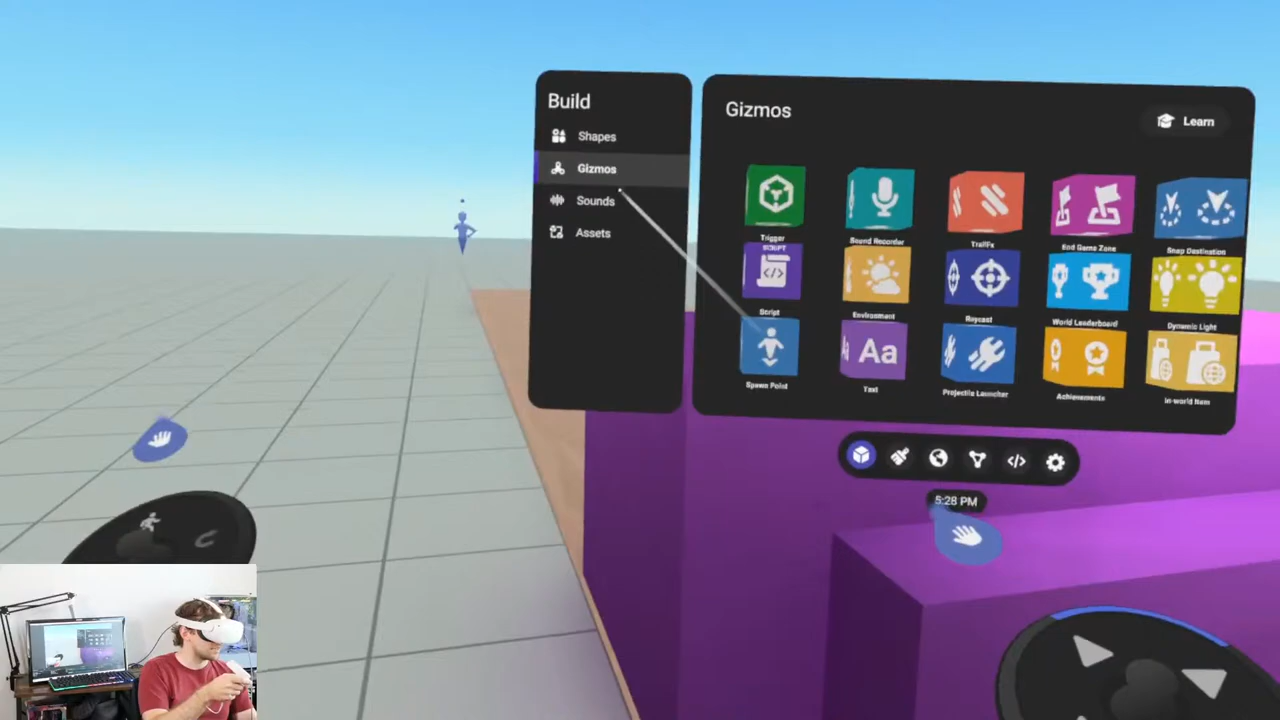 Build
Shapes
Gizmos
Sounds
Assets
Gizmos
Learn
Trigger
Sound Recorder
TrailFx
End Game Zone
Snap Destination
SCRIPT
Script
Environment
Raycast
World Leaderboard
Dynamic Light
Spawn Point
Aa
Text
Projectile Launcher
Achievements
In-world Item
5:28 PM